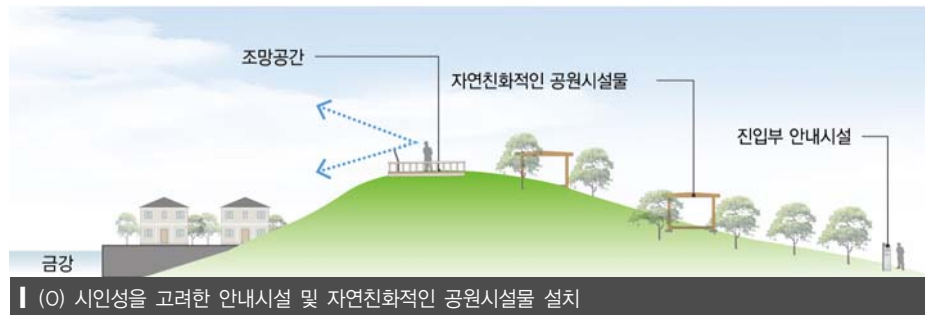 조망공간
자연친화적인 공원시설물
진입부 안내시설
금강
(O) 시인성을 고려한 안내시설 및 자연친화적인 공원시설물 설치